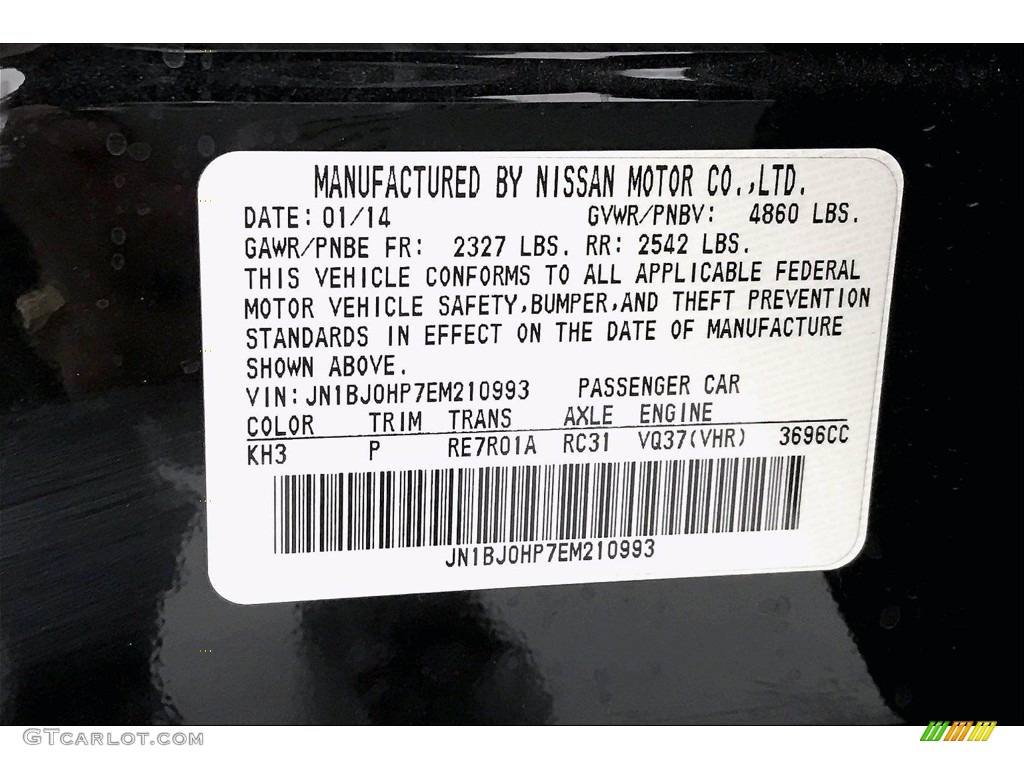 MANUFACTURED BY NISSAN MOTOR CO.,LTD.
DATE: 01/14 GVWR/PNBV: 4860 LBS.
GAWR/PNBE FR: 2327 LBS. RR: 2542 LBS.
THIS VEHICLE CONFORMS TO ALL APPLICABLE FEDERAL
MOTOR VEHICLE SAFETY,BUMPER,AND THEFT PREVENTION
STANDARDS IN EFFECT ON THE DATE OF MANUFACTURE
SHOWN ABOVE.
VIN: JN1BJ0HP7EM210993 PASSENGER CAR
COLOR TRIM TRANS AXLE ENGINE
KH3 P RE7R01A RC31 VQ37(VHR) 3696CC
JN1BJ0HP7EM210993
GTCARLOT.COM